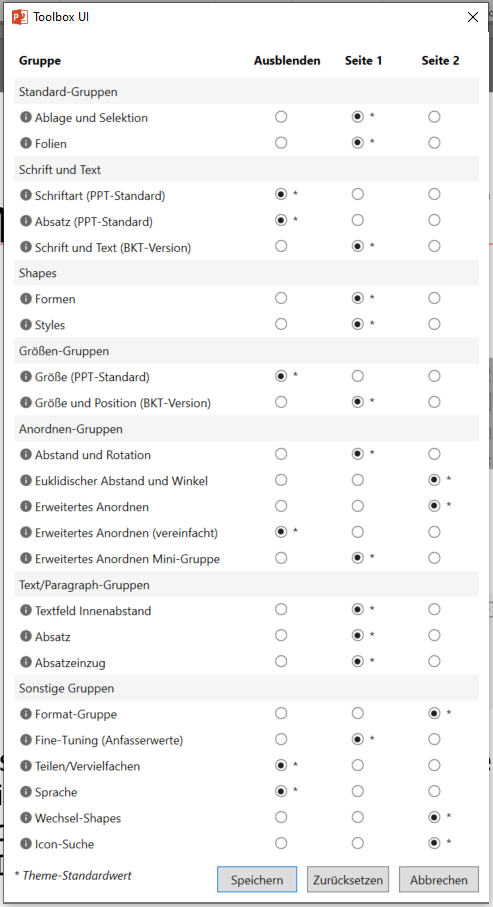 Toolbox UI
Gruppe Ausblenden Seite 1 Seite 2
Standard-Gruppen
Ablage und Selektion *
Folien *
Schrift und Text
Schriftart (PPT-Standard) *
Absatz (PPT-Standard) *
Schrift und Text (BKT-Version) *
Shapes
Formen *
Styles *
Größen-Gruppen
Größe (PPT-Standard) *
Größe und Position (BKT-Version) *
Anordnen-Gruppen
Abstand und Rotation *
Euklidischer Abstand und Winkel *
Erweitertes Anordnen *
Erweitertes Anordnen (vereinfacht) *
Erweitertes Anordnen Mini-Gruppe *
Text/Paragraph-Gruppen
Textfeld Innenabstand *
Absatz *
Absatzeinzug *
Sonstige Gruppen
Format-Gruppe *
Fine-Tuning (Anfasserwerte) *
Teilen/Vervielfachen *
Sprache *
Wechsel-Shapes *
Icon-Suche *
* Theme-Standardwert Speichern Zurücksetzen Abbrechen